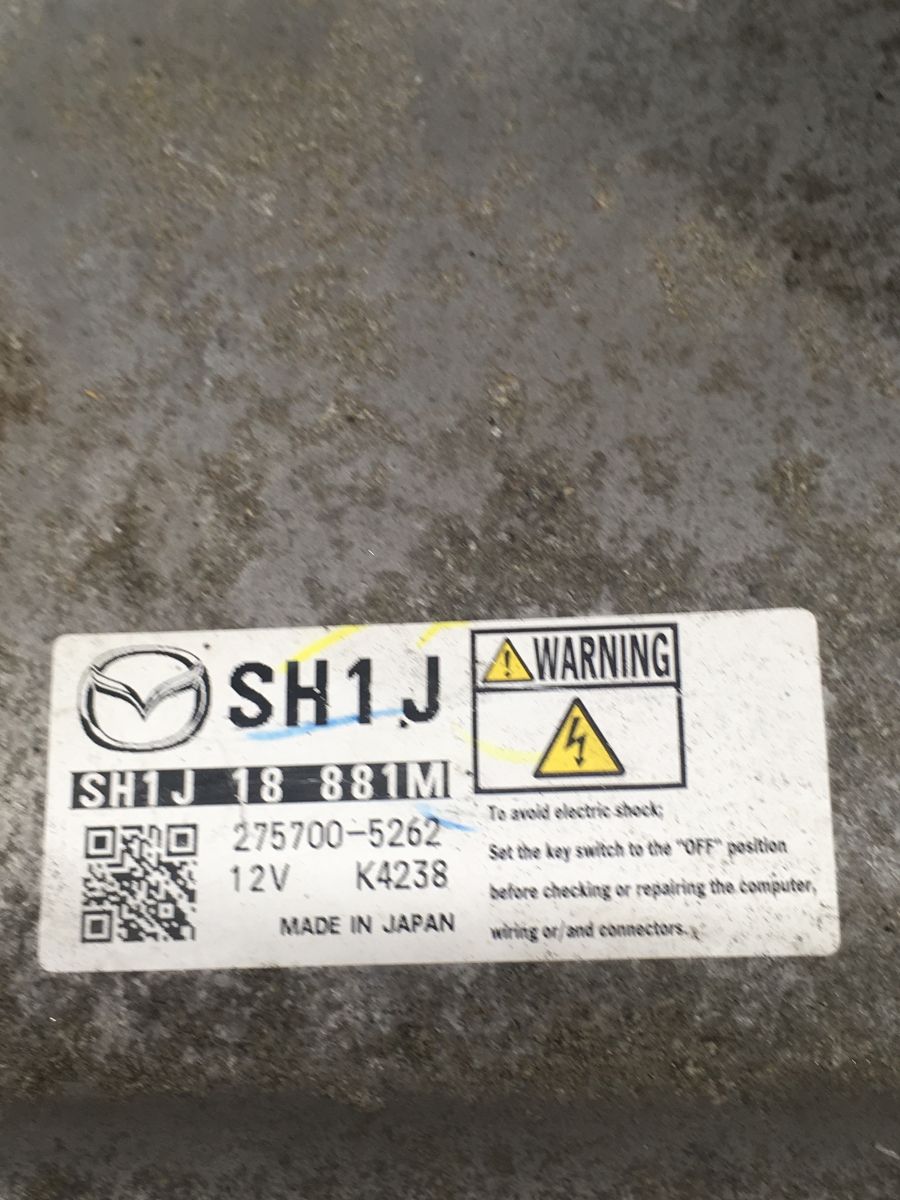 SH1J
SH1J 18 881M
275700-5262
12V K4238
MADE IN JAPAN
WARNING
To avoid electric shock;
Set the key switch to the "OFF" position
before checking or repairing the computer,
wiring or/and connectors.